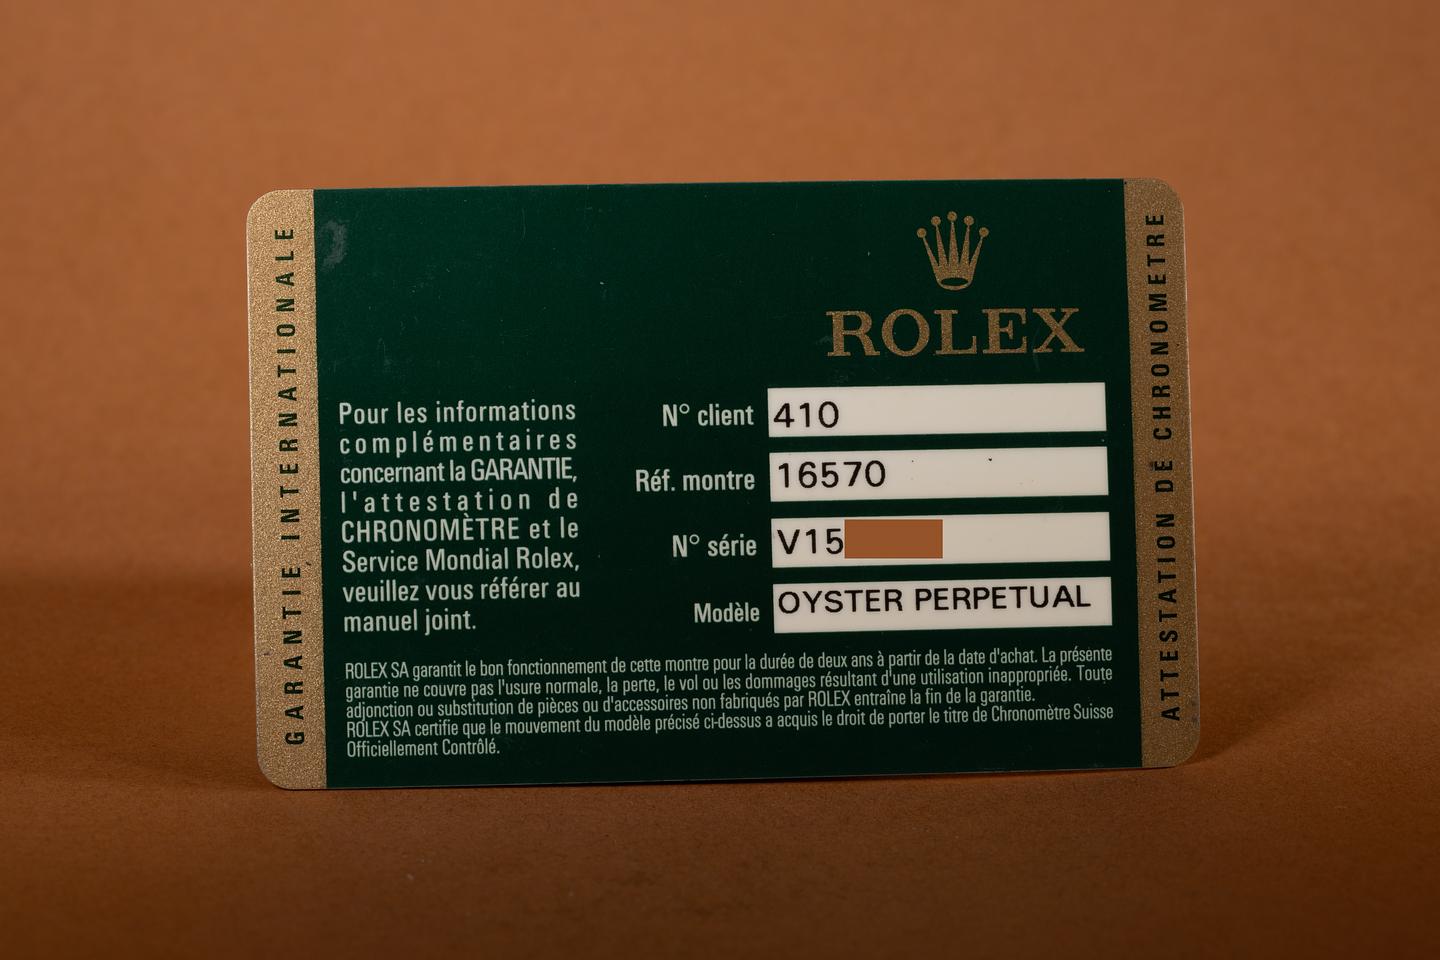 GARANTIE INTERNATIONALE
ROLEX
Pour les informations
complémentaires
concernant la GARANTIE,
l'attestation de
CHRONOMÈTRE et le
Service Mondial Rolex,
veuillez vous référer au
manuel joint.
N° client 410
Réf. montre 16570
N° série V15
Modèle OYSTER PERPETUAL
ROLEX SA garantit le bon fonctionnement de cette montre pour la durée de deux ans à partir de la date d'achat. La présente
garantie ne couvre pas l'usure normale, la perte, le vol ou les dommages résultant d'une utilisation inappropriée. Toute
adjonction ou substitution de pièces ou d'accessoires non fabriqués par ROLEX entraîne la fin de la garantie.
ROLEX SA certifie que le mouvement du modèle précisé ci-dessus a acquis le droit de porter le titre de Chronomètre Suisse
Officiellement Contrôlé.
ATTESTATION DE CHRONOMETRE